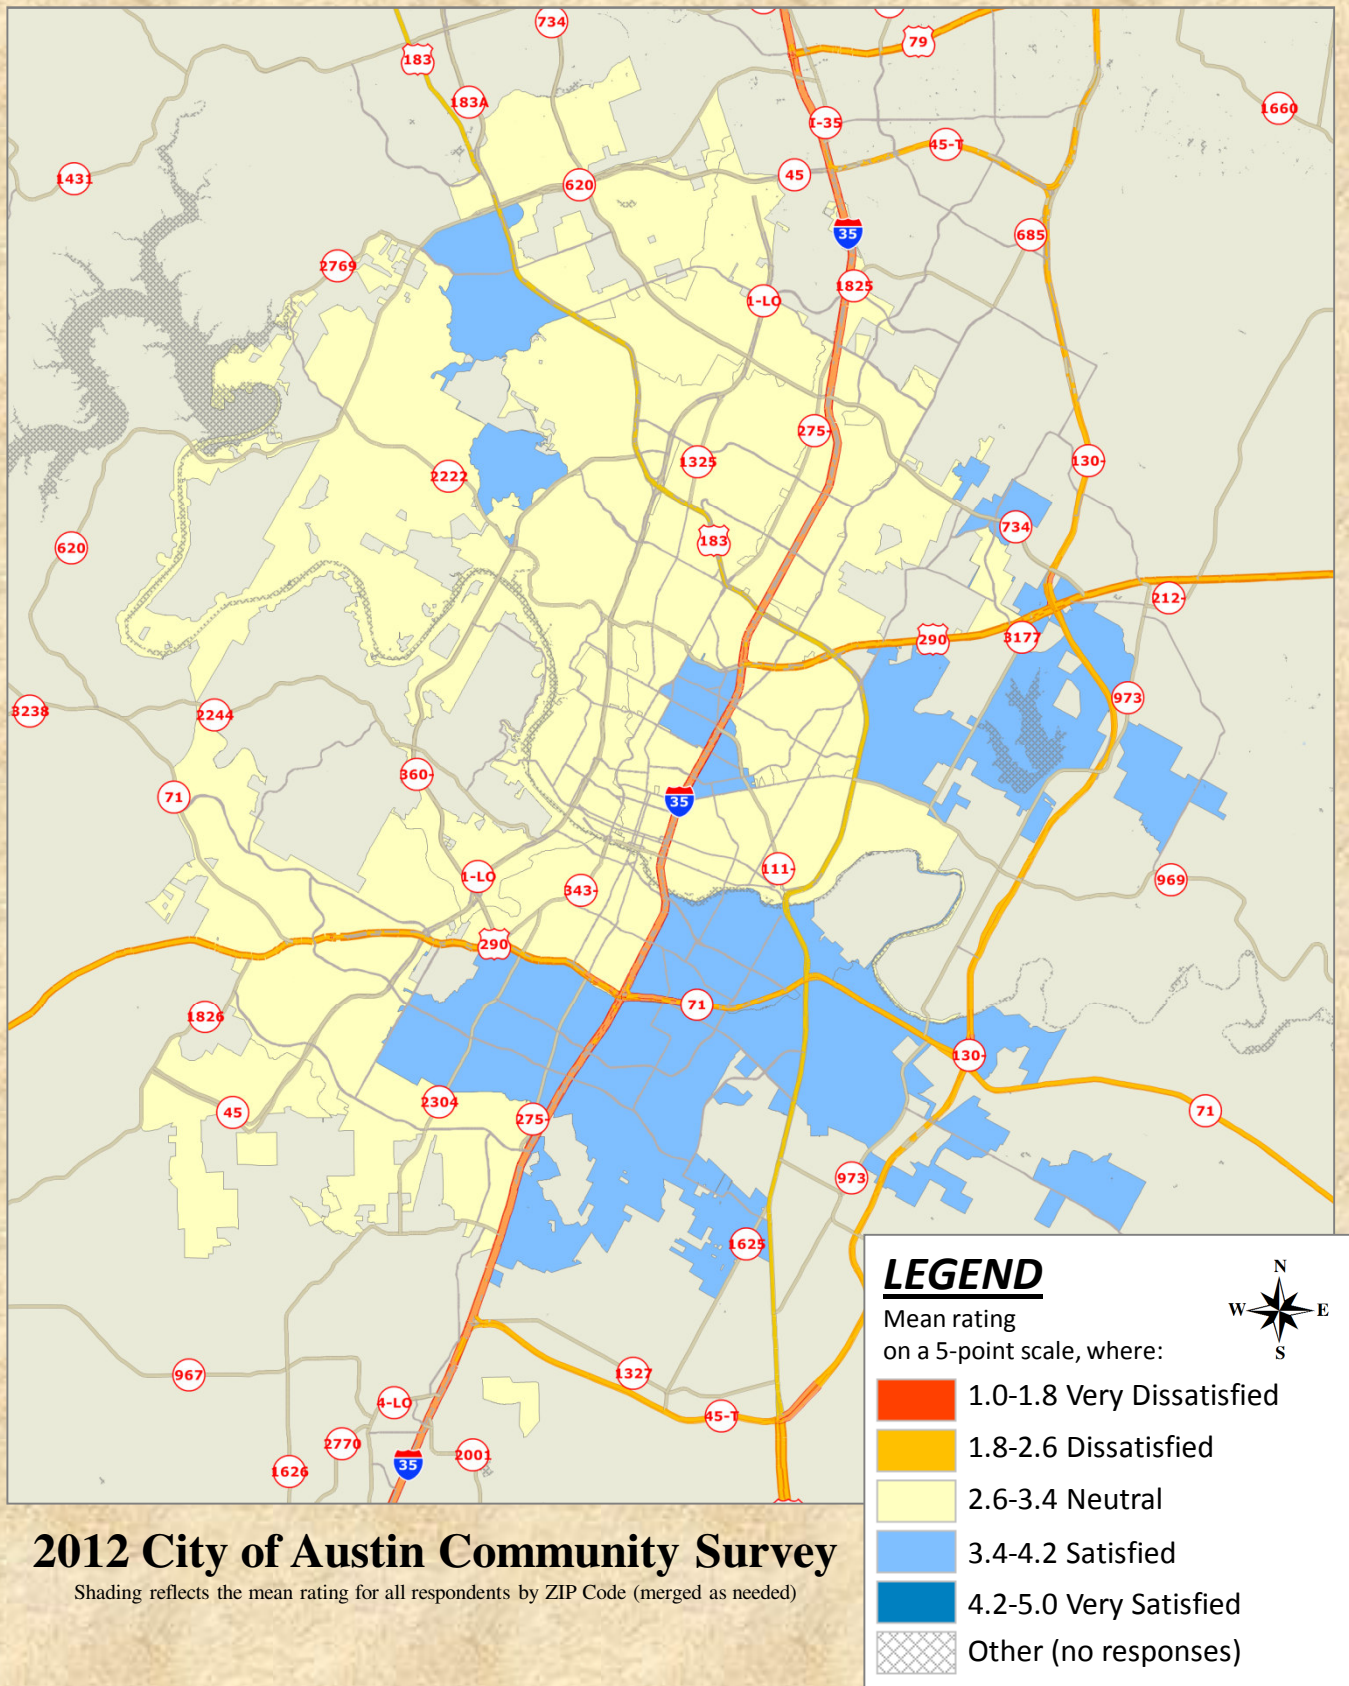 734
79
183
183A
I-35
1660
45-T
45
1431
620
35
685
2769
1825
1-LO
275-
1325
130-
2222
734
183
620
212-
290
3177
973
3238
2244
360-
71
35
111-
1-LO
343-
969
290
71
1826
130-
2304
45
275-
71
973
1625
967
1327
4-LO
45-T
2770
2001
35
1626
LEGEND
N
W E
S
Mean rating
on a 5-point scale, where:
1.0-1.8 Very Dissatisfied
1.8-2.6 Dissatisfied
2.6-3.4 Neutral
3.4-4.2 Satisfied
4.2-5.0 Very Satisfied
Other (no responses)
2012 City of Austin Community Survey
Shading reflects the mean rating for all respondents by ZIP Code (merged as needed)